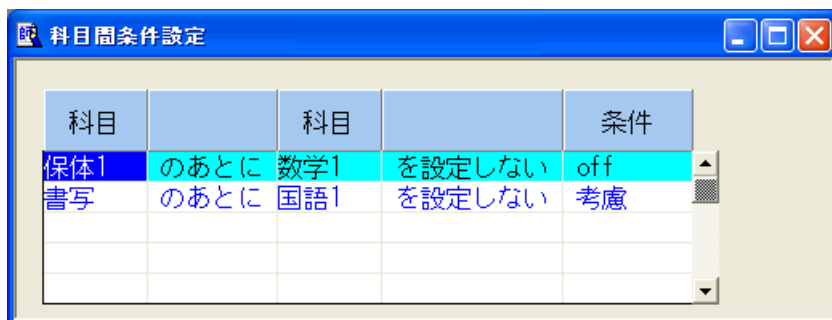 科目間条件設定
科目 科目 条件
保体1 のあとに 数学1 を設定しない off
書写 のあとに 国語1 を設定しない 考慮